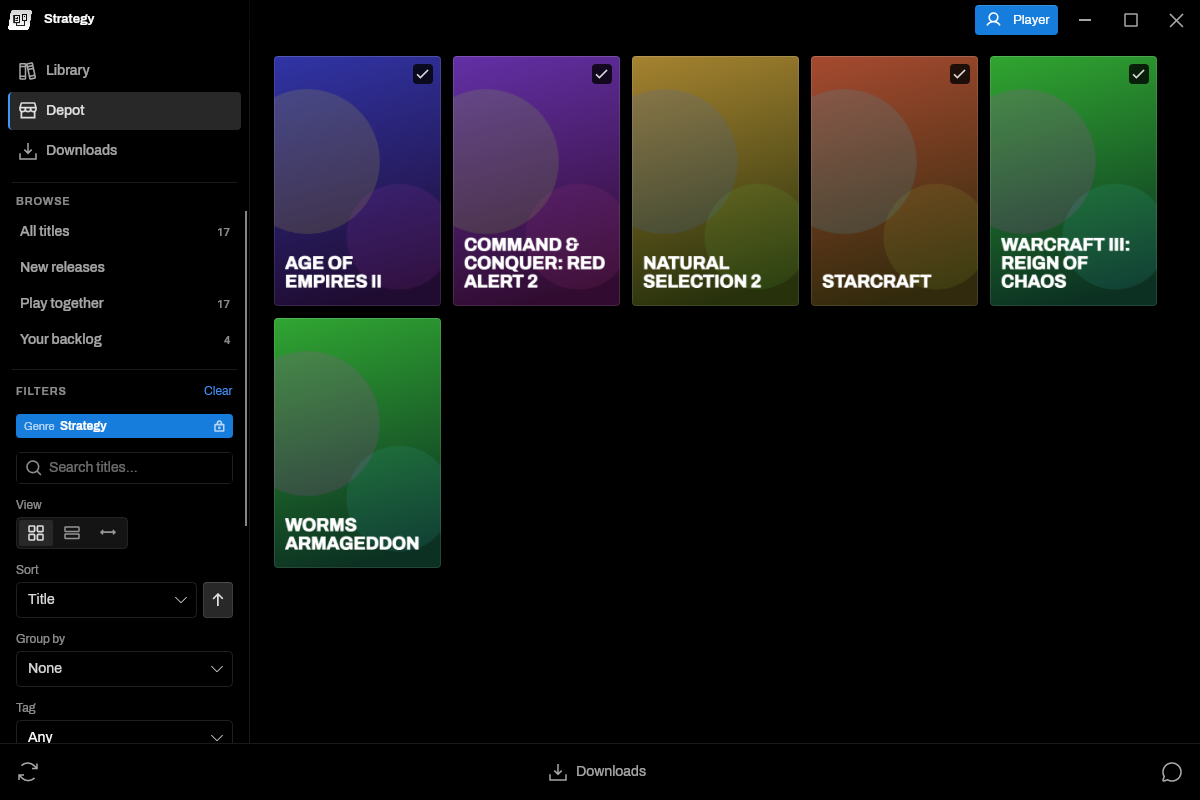 Strategy
Player
Library
Depot
Downloads
BROWSE
All titles 17
New releases
Play together 17
Your backlog 4
FILTERS Clear
Genre Strategy
Search titles...
View
Sort
Title
Group by
None
Tag
Any
AGE OF
EMPIRES II
COMMAND &
CONQUER: RED
ALERT 2
NATURAL
SELECTION 2
STARCRAFT
WARCRAFT III:
REIGN OF
CHAOS
WORMS
ARMAGEDDON
Downloads